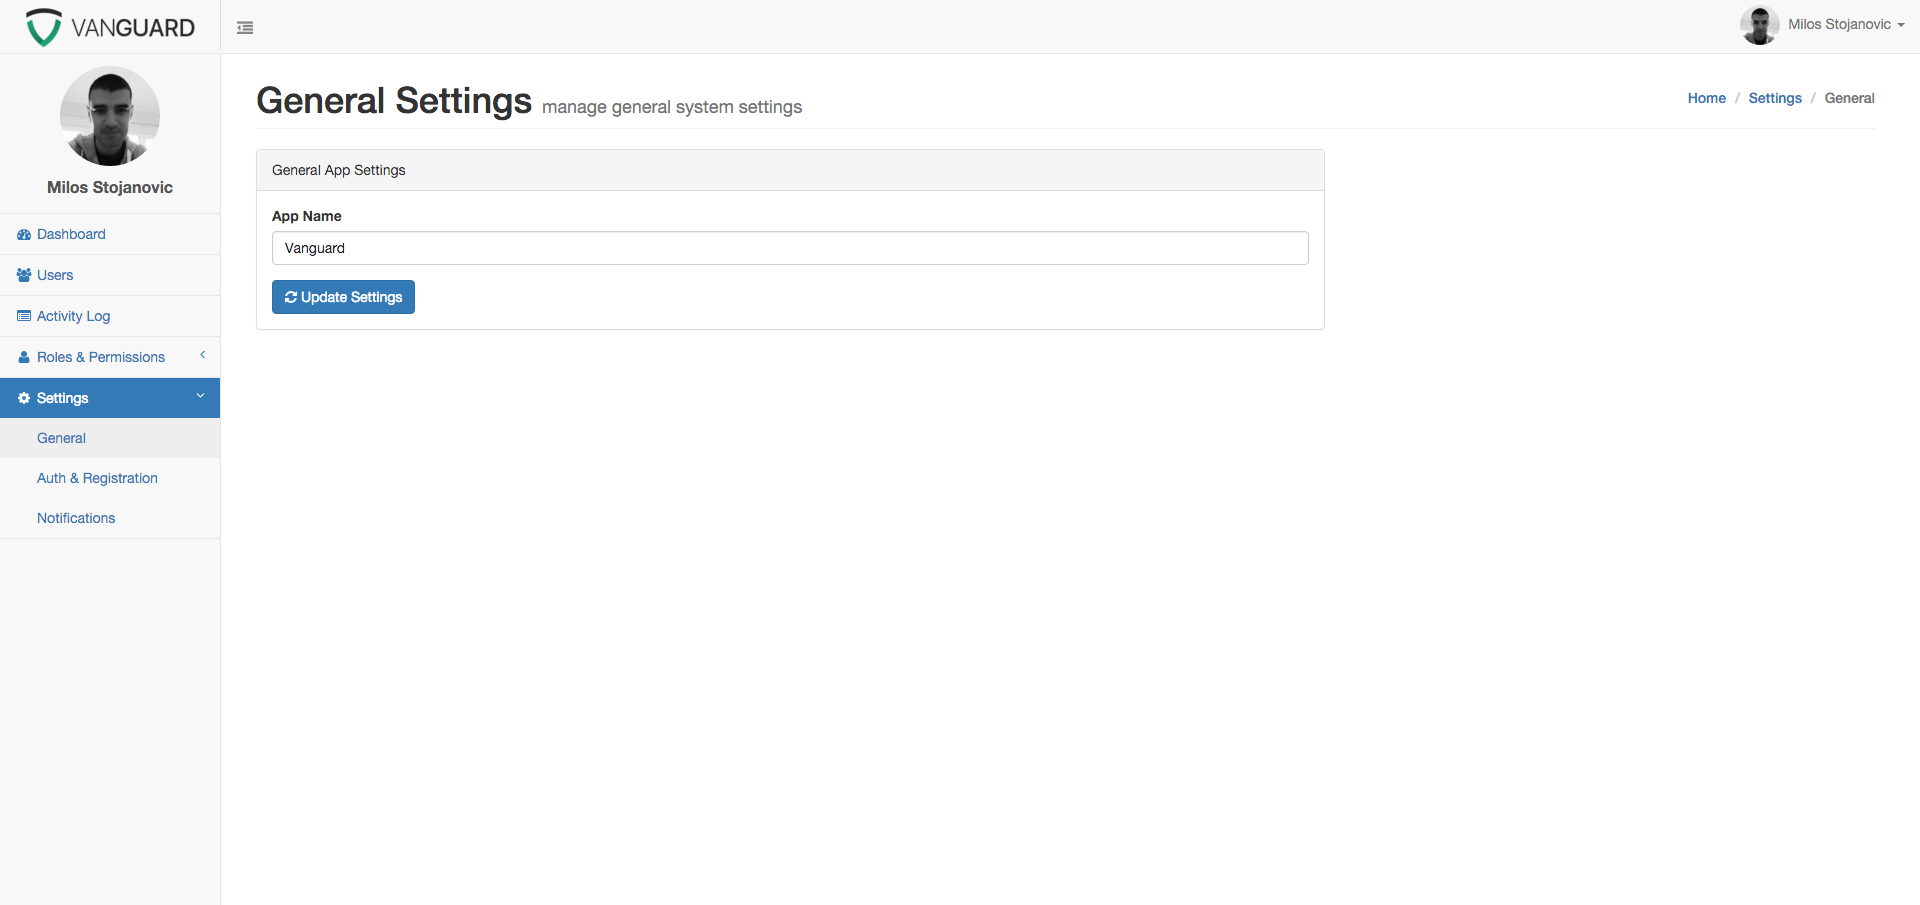 VANGUARD
Milos Stojanovic
Milos Stojanovic
Dashboard
Users
Activity Log
Roles & Permissions
Settings
General
Auth & Registration
Notifications
General Settings manage general system settings
Home / Settings / General
General App Settings
App Name
Vanguard
Update Settings